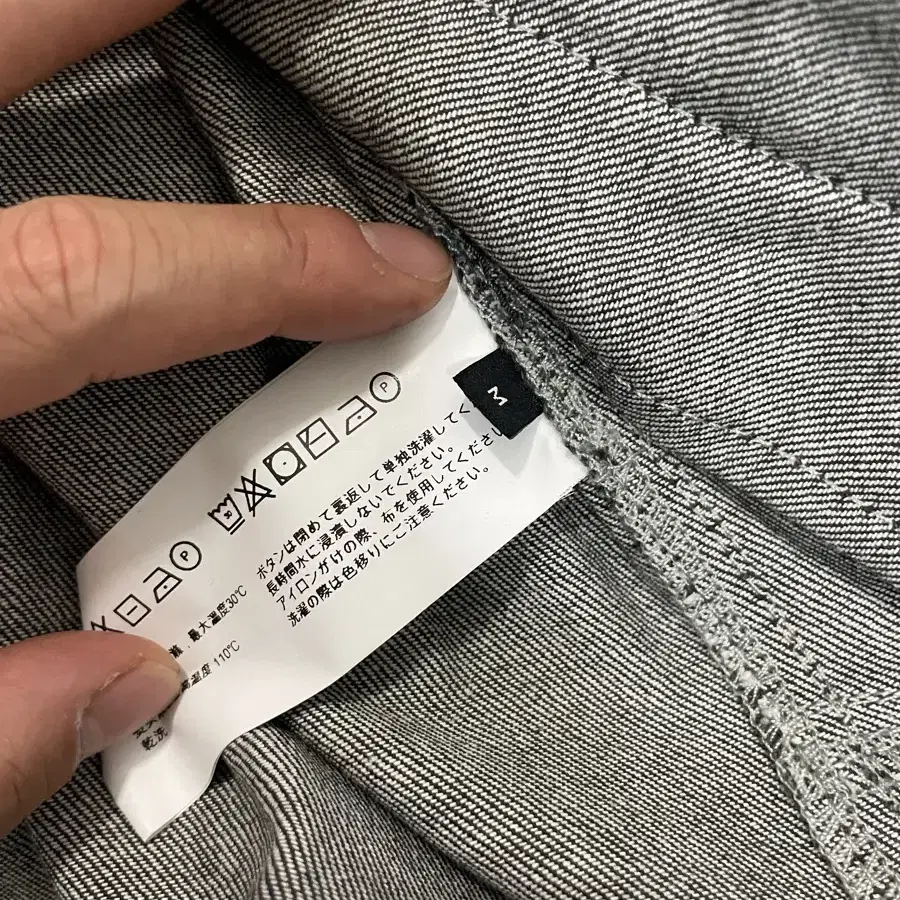 M
P
ボタンは閉めて裏返して単独洗濯してく
長時間水に浸漬しないでください。
アイロンがけの際、布を使用してください
洗濯の際は色移りにご注意ください。
P
最大温度30℃
温度 110℃
乾洗